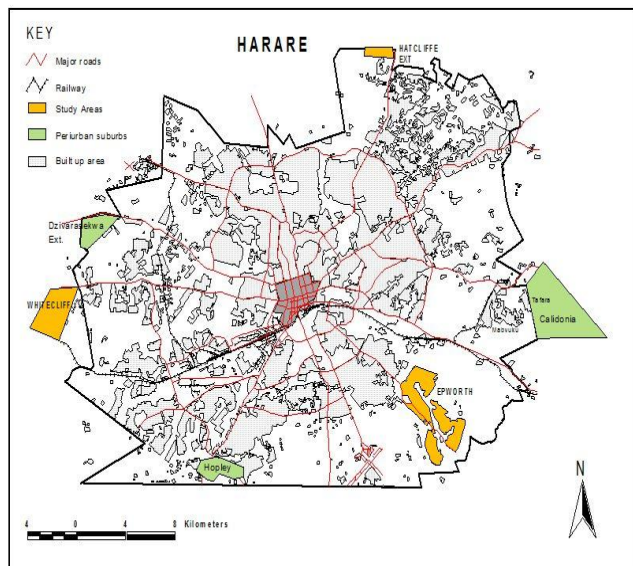 KEY
Major roads
Railway
Study Areas
Periurban suburbs
Built up area
HARARE
HATCLIFFE
EXT
Dzivarasekwa
Ext.
WHITECLIFF
Tafara
Mabvuku
Calidonia
EPWORTH
Hopley
N
4 0 4 8 Kilometers